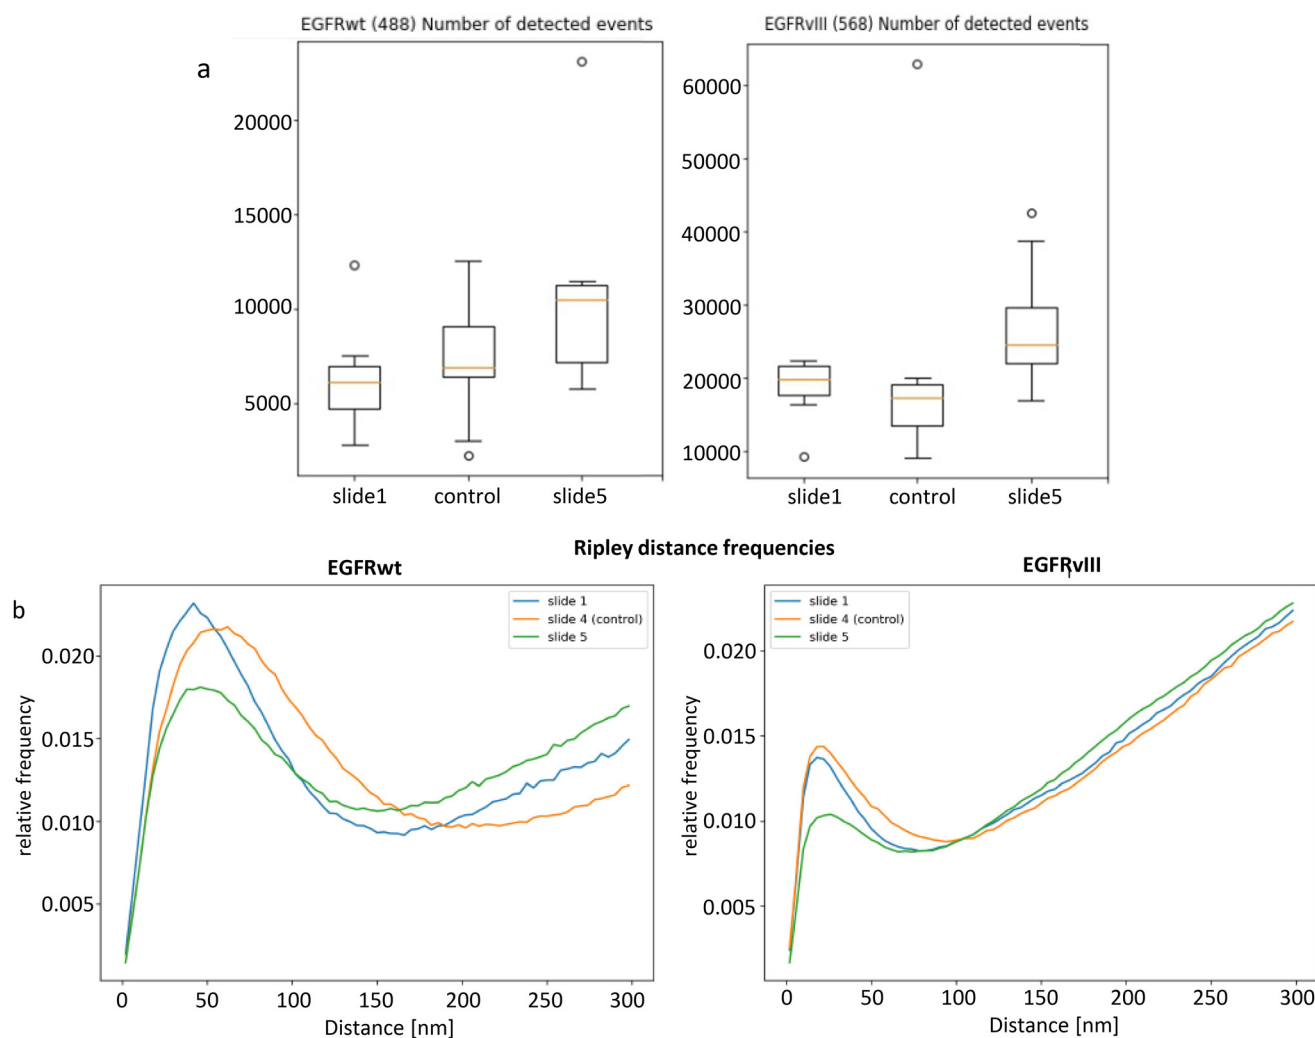 EGFRwt (488) Number of detected events
EGFRvIII (568) Number of detected events
a
20000
15000
10000
5000
slide1 control slide5
60000
50000
40000
30000
20000
10000
slide1 control slide5
Ripley distance frequencies
b
EGFRwt
slide 1
slide 4 (control)
slide 5
relative frequency
0.020
0.015
0.010
0.005
0 50 100 150 200 250 300
Distance [nm]
EGFRvIII
slide 1
slide 4 (control)
slide 5
relative frequency
0.020
0.015
0.010
0.005
0 50 100 150 200 250 300
Distance [nm]